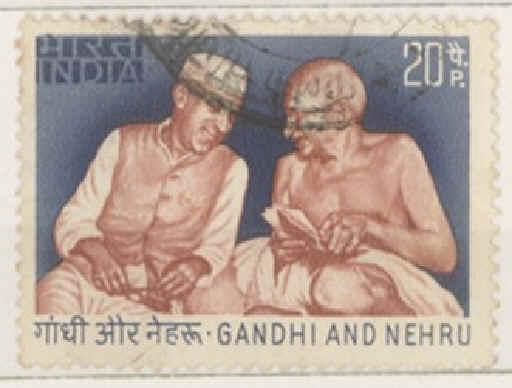 भारत
INDIA
20 पै.
P.
गांधी और नेहरू · GANDHI AND NEHRU